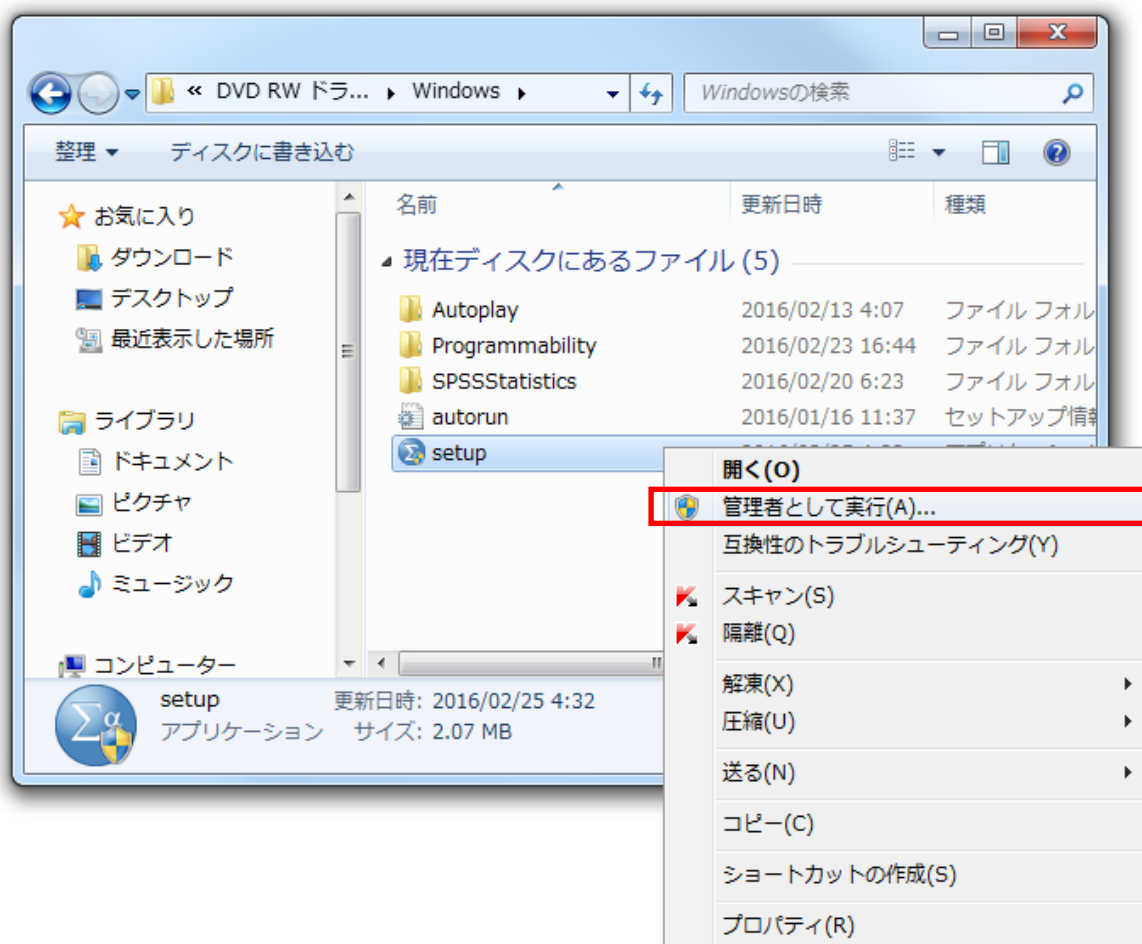 « DVD RW ドラ... ▸ Windows ▸
Windowsの検索
整理 ▼ ディスクに書き込む
名前 更新日時 種類
お気に入り
ダウンロード
デスクトップ
最近表示した場所
ライブラリ
ドキュメント
ピクチャ
ビデオ
ミュージック
コンピューター
現在ディスクにあるファイル (5)
Autoplay 2016/02/13 4:07 ファイル フォル
Programmability 2016/02/23 16:44 ファイル フォル
SPSSStatistics 2016/02/20 6:23 ファイル フォル
autorun 2016/01/16 11:37 セットアップ情報
setup
開く(O)
管理者として実行(A)...
互換性のトラブルシューティング(Y)
スキャン(S)
隔離(Q)
解凍(X)
圧縮(U)
送る(N)
コピー(C)
ショートカットの作成(S)
プロパティ(R)
setup 更新日時: 2016/02/25 4:32
アプリケーション サイズ: 2.07 MB